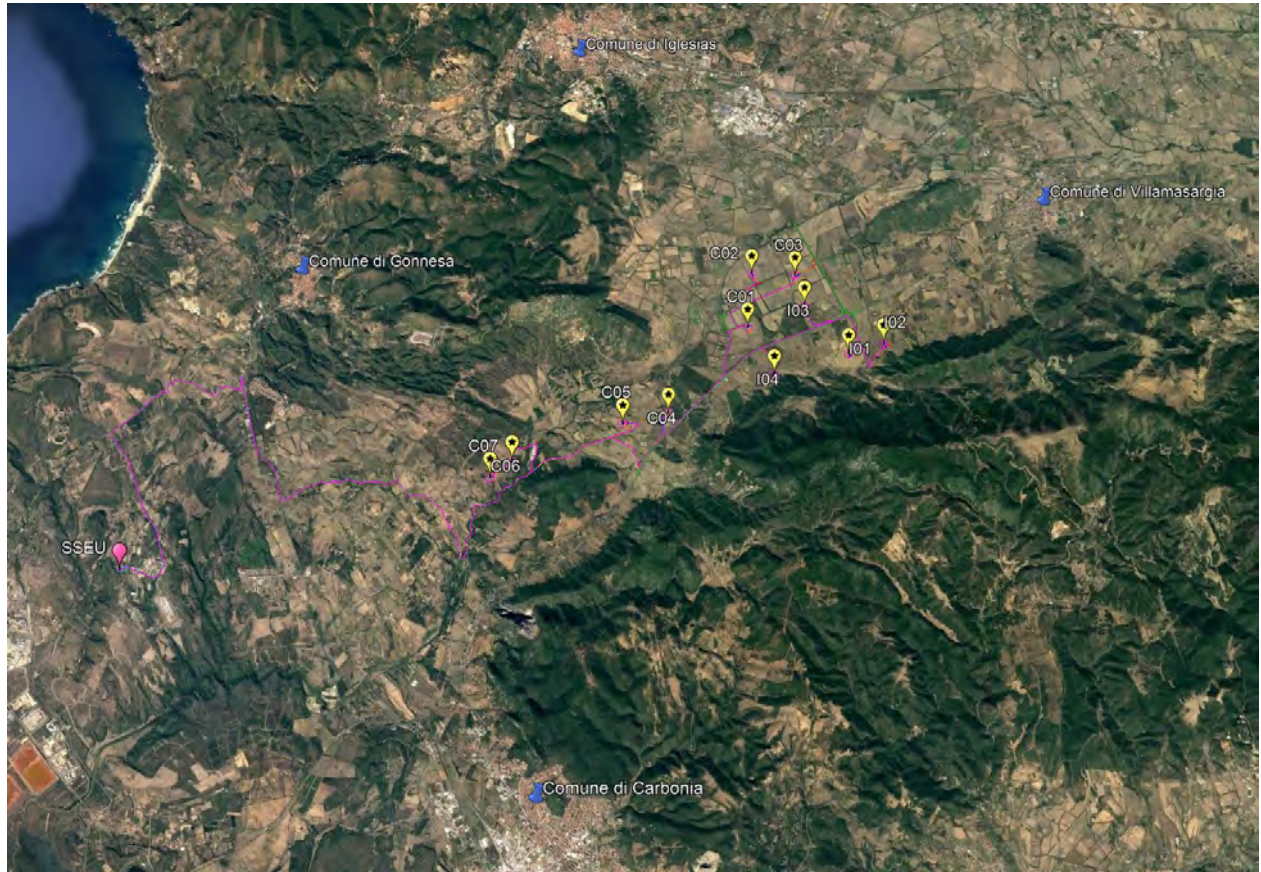 Comune di Iglesias
Comune di Villamasargia
C02
C03
Comune di Gonnesa
C01
I03
I02
I01
I04
C05
C04
C07
C06
SSEU
Comune di Carbonia